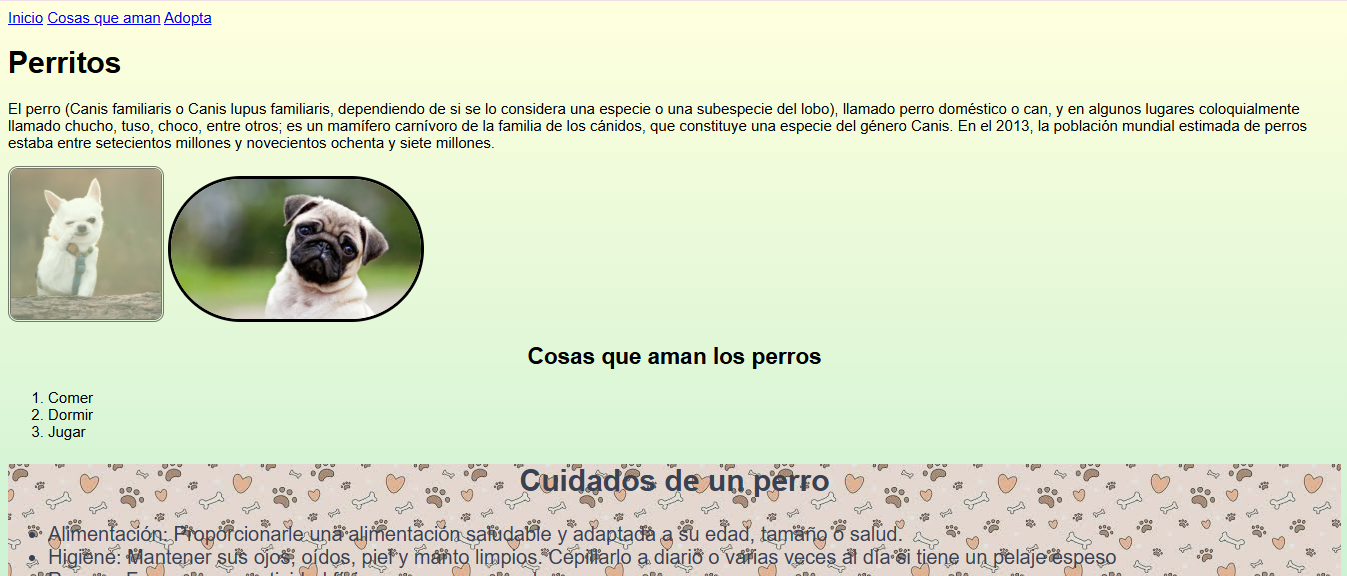 Inicio Cosas que aman Adopta
Perritos
El perro (Canis familiaris o Canis lupus familiaris, dependiendo de si se lo considera una especie o una subespecie del lobo), llamado perro doméstico o can, y en algunos lugares coloquialmente
llamado chucho, tuso, choco, entre otros; es un mamífero carnívoro de la familia de los cánidos, que constituye una especie del género Canis. En el 2013, la población mundial estimada de perros
estaba entre setecientos millones y novecientos ochenta y siete millones.
Cosas que aman los perros
1. Comer
2. Dormir
3. Jugar
Cuidados de un perro
• Alimentación: Proporcionarle una alimentación saludable y adaptada a su edad, tamaño o salud.
• Higiene: Mantener sus ojos, oídos, piel y manto limpios. Cepillarlo a diario o varias veces al día si tiene un pelaje espeso